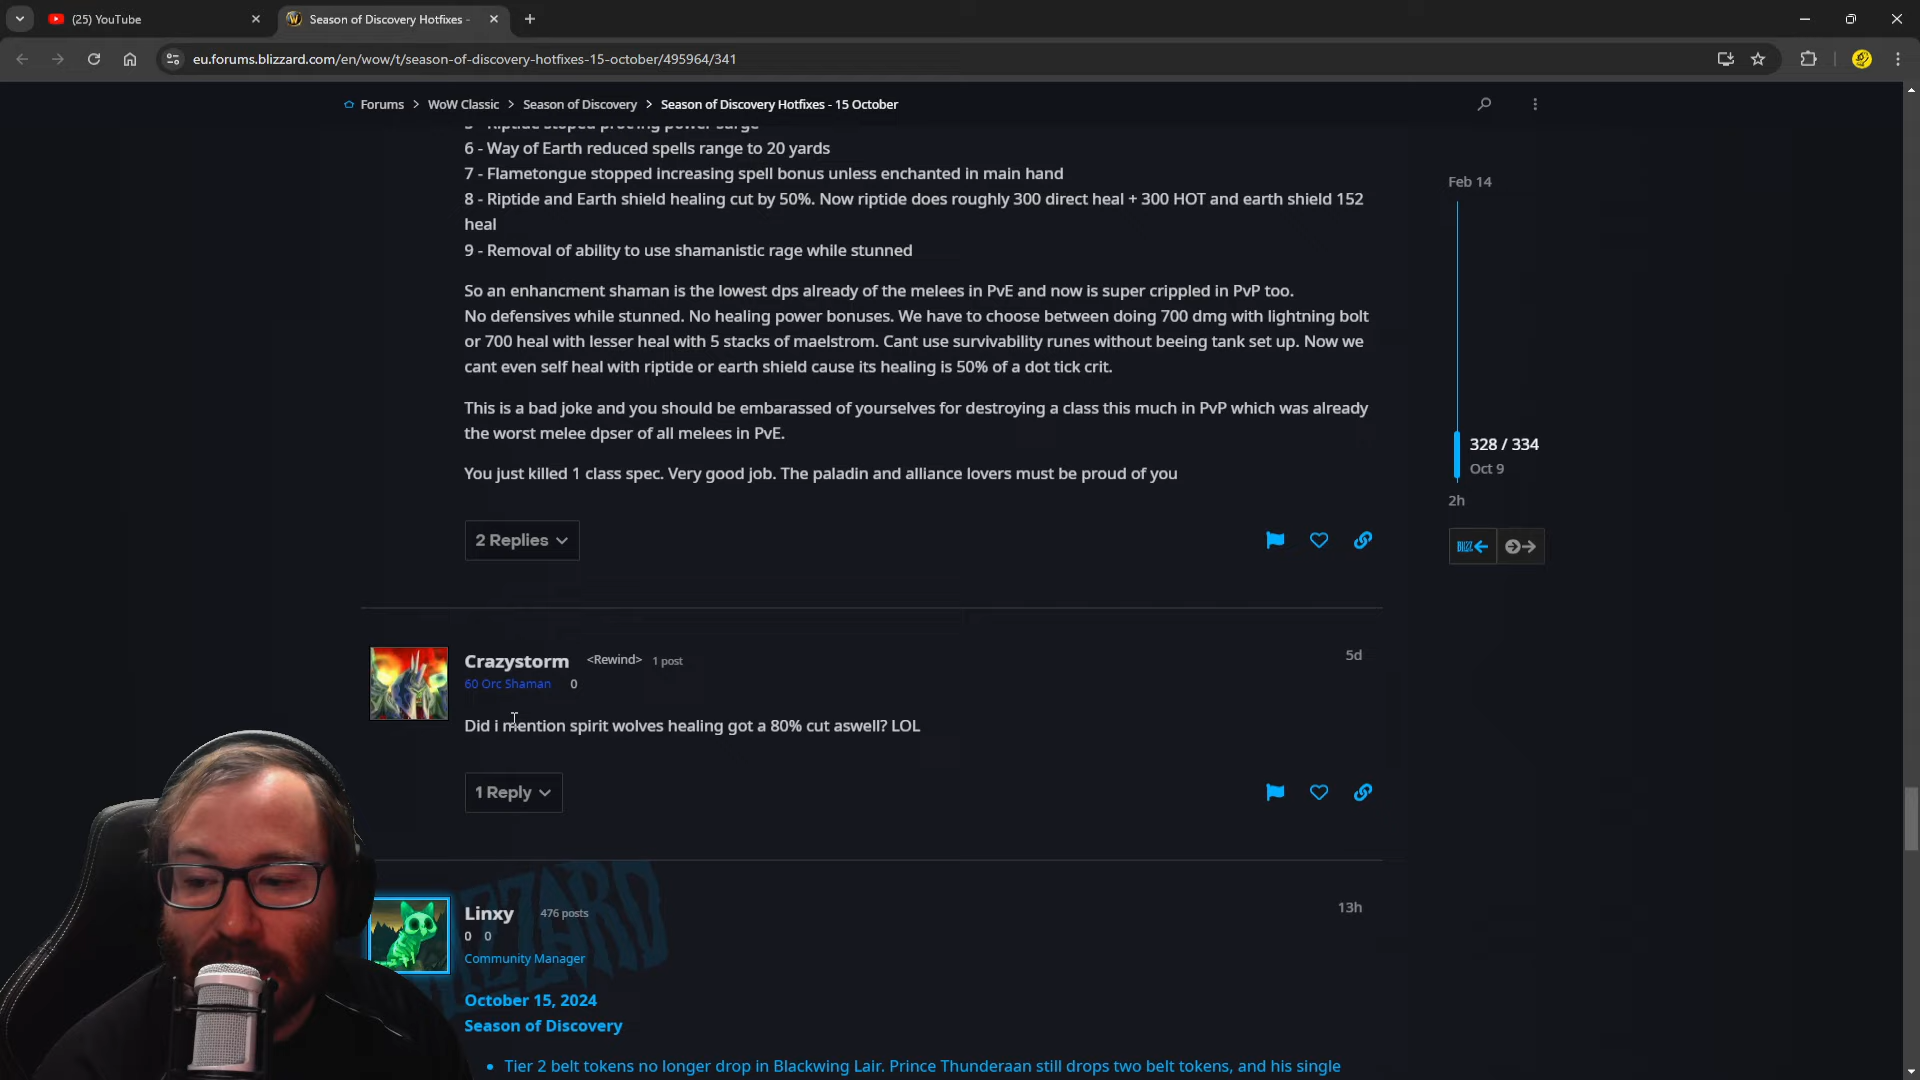 (25) YouTube
Season of Discovery Hotfixes -
eu.forums.blizzard.com/en/wow/t/season-of-discovery-hotfixes-15-october/495964/341
Forums > WoW Classic > Season of Discovery > Season of Discovery Hotfixes - 15 October
6 - Way of Earth reduced spells range to 20 yards
7 - Flametongue stopped increasing spell bonus unless enchanted in main hand
8 - Riptide and Earth shield healing cut by 50%. Now riptide does roughly 300 direct heal + 300 HOT and earth shield 152
heal
9 - Removal of ability to use shamanistic rage while stunned
So an enhancment shaman is the lowest dps already of the melees in PvE and now is super crippled in PvP too.
No defensives while stunned. No healing power bonuses. We have to choose between doing 700 dmg with lightning bolt
or 700 heal with lesser heal with 5 stacks of maelstrom. Cant use survivability runes without beeing tank set up. Now we
cant even self heal with riptide or earth shield cause its healing is 50% of a dot tick crit.
This is a bad joke and you should be embarassed of yourselves for destroying a class this much in PvP which was already
the worst melee dpser of all melees in PvE.
You just killed 1 class spec. Very good job. The paladin and alliance lovers must be proud of you
2 Replies
Feb 14
328 / 334
Oct 9
2h
BLIZZ
Crazystorm <Rewind> 1 post
5d
60 Orc Shaman 0
Did i mention spirit wolves healing got a 80% cut aswell? LOL
1 Reply
Linxy 476 posts
13h
0 0
Community Manager
October 15, 2024
Season of Discovery
• Tier 2 belt tokens no longer drop in Blackwing Lair. Prince Thunderaan still drops two belt tokens, and his single